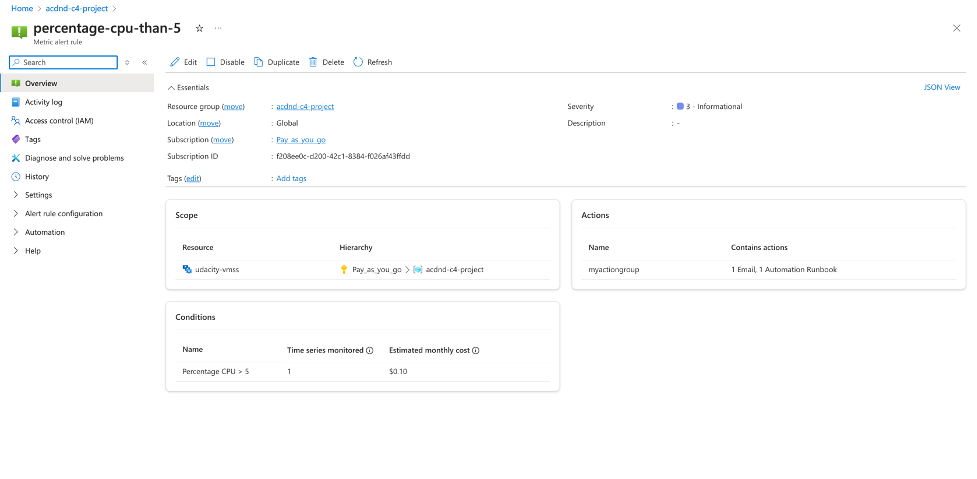 Home > acdnd-c4-project >
percentage-cpu-than-5
Metric alert rule
Search
Edit Disable Duplicate Delete Refresh
Overview
Activity log
Access control (IAM)
Tags
Diagnose and solve problems
History
Settings
Alert rule configuration
Automation
Help
Essentials
JSON View
Resource group (move) : acdnd-c4-project
Location (move) : Global
Subscription (move) : Pay_as_you_go
Subscription ID : f208ee0c-d200-42c1-8384-f026af43ffdd
Tags (edit) : Add tags
Severity : 3 - Informational
Description : -
Scope
Resource Hierarchy
udacity-vmss Pay_as_you_go > acdnd-c4-project
Actions
Name Contains actions
myactiongroup 1 Email, 1 Automation Runbook
Conditions
Name Time series monitored Estimated monthly cost
Percentage CPU > 5 1 $0.10